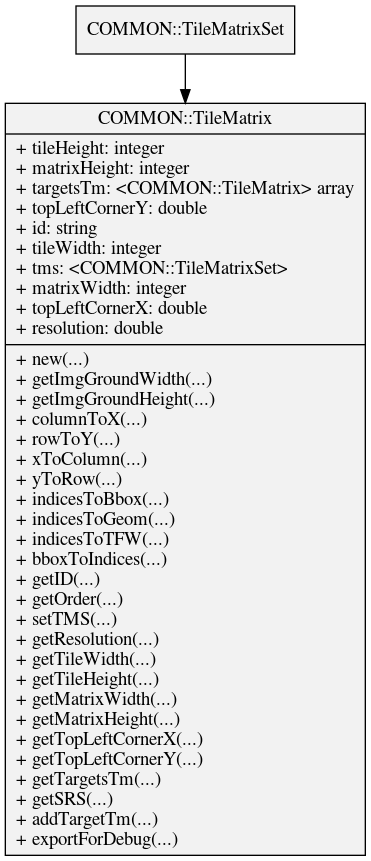 COMMON::TileMatrixSet
COMMON::TileMatrix
+ tileHeight: integer
+ matrixHeight: integer
+ targetsTm: <COMMON::TileMatrix> array
+ topLeftCornerY: double
+ id: string
+ tileWidth: integer
+ tms: <COMMON::TileMatrixSet>
+ matrixWidth: integer
+ topLeftCornerX: double
+ resolution: double
+ new(...)
+ getImgGroundWidth(...)
+ getImgGroundHeight(...)
+ columnToX(...)
+ rowToY(...)
+ xToColumn(...)
+ yToRow(...)
+ indicesToBbox(...)
+ indicesToGeom(...)
+ indicesToTFW(...)
+ bboxToIndices(...)
+ getID(...)
+ getOrder(...)
+ setTMS(...)
+ getResolution(...)
+ getTileWidth(...)
+ getTileHeight(...)
+ getMatrixWidth(...)
+ getMatrixHeight(...)
+ getTopLeftCornerX(...)
+ getTopLeftCornerY(...)
+ getTargetsTm(...)
+ getSRS(...)
+ addTargetTm(...)
+ exportForDebug(...)